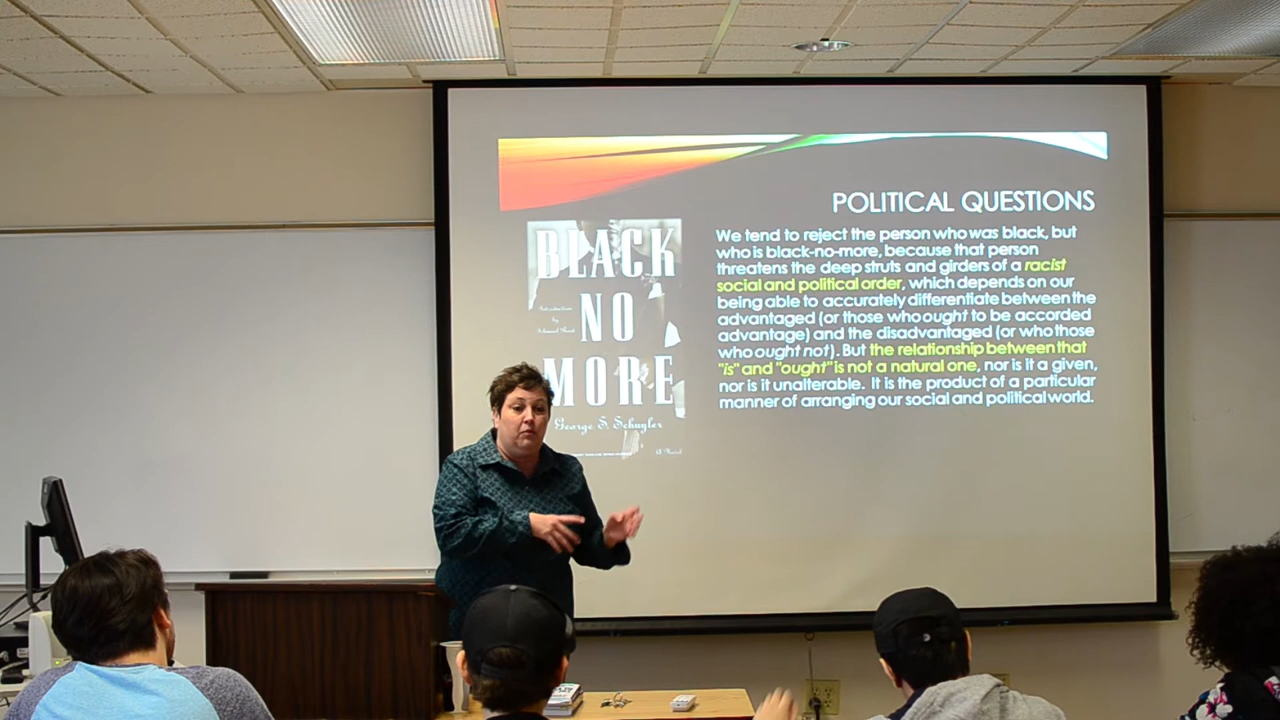 POLITICAL QUESTIONS
BLACK
NO
MORE
George S. Schuyler
A Novel
We tend to reject the person who was black, but
who is black-no-more, because that person
threatens the deep struts and girders of a racist
social and political order, which depends on our
being able to accurately differentiate between the
advantaged (or those who ought to be accorded
advantage) and the disadvantaged (or who those
who ought not). But the relationship between that
"is" and "ought" is not a natural one, nor is it a given,
nor is it unalterable. It is the product of a particular
manner of arranging our social and political world.